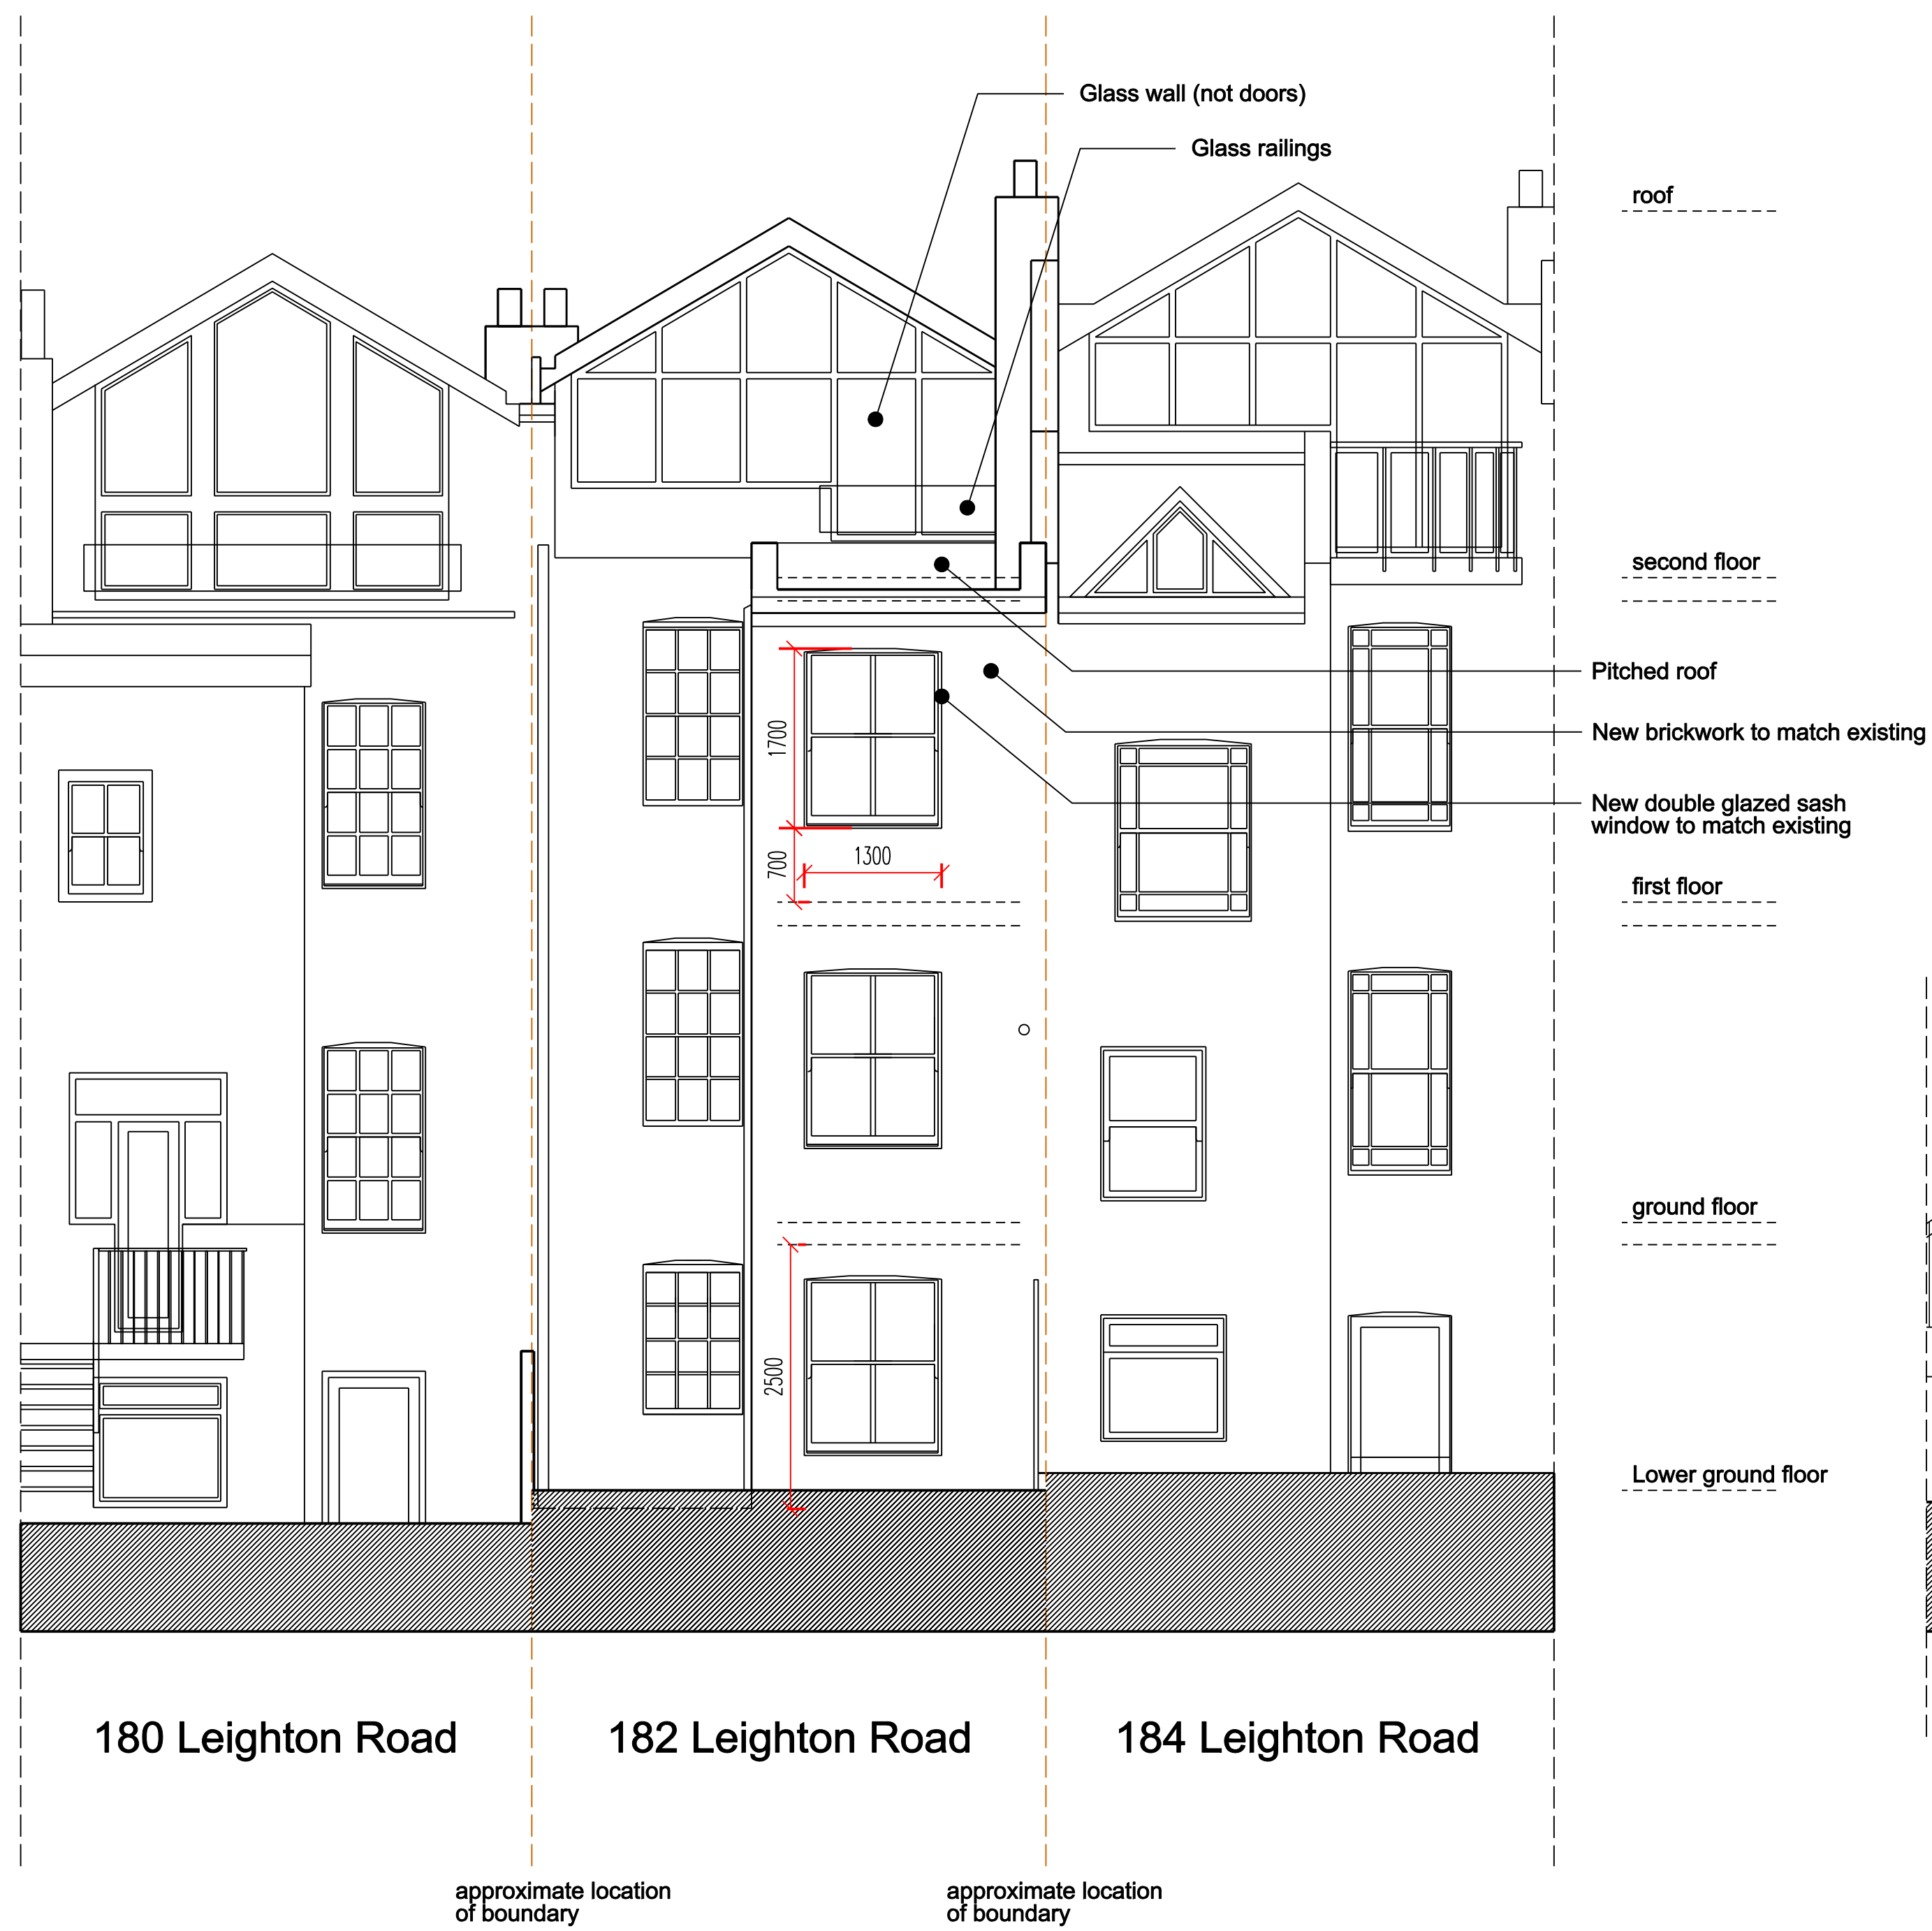 Glass wall (not doors)
Glass railings
roof
second floor
Pitched roof
New brickwork to match existing
1700
New double glazed sash
window to match existing
700
1300
first floor
ground floor
2500
Lower ground floor
180 Leighton Road
182 Leighton Road
184 Leighton Road
approximate location
of boundary
approximate location
of boundary